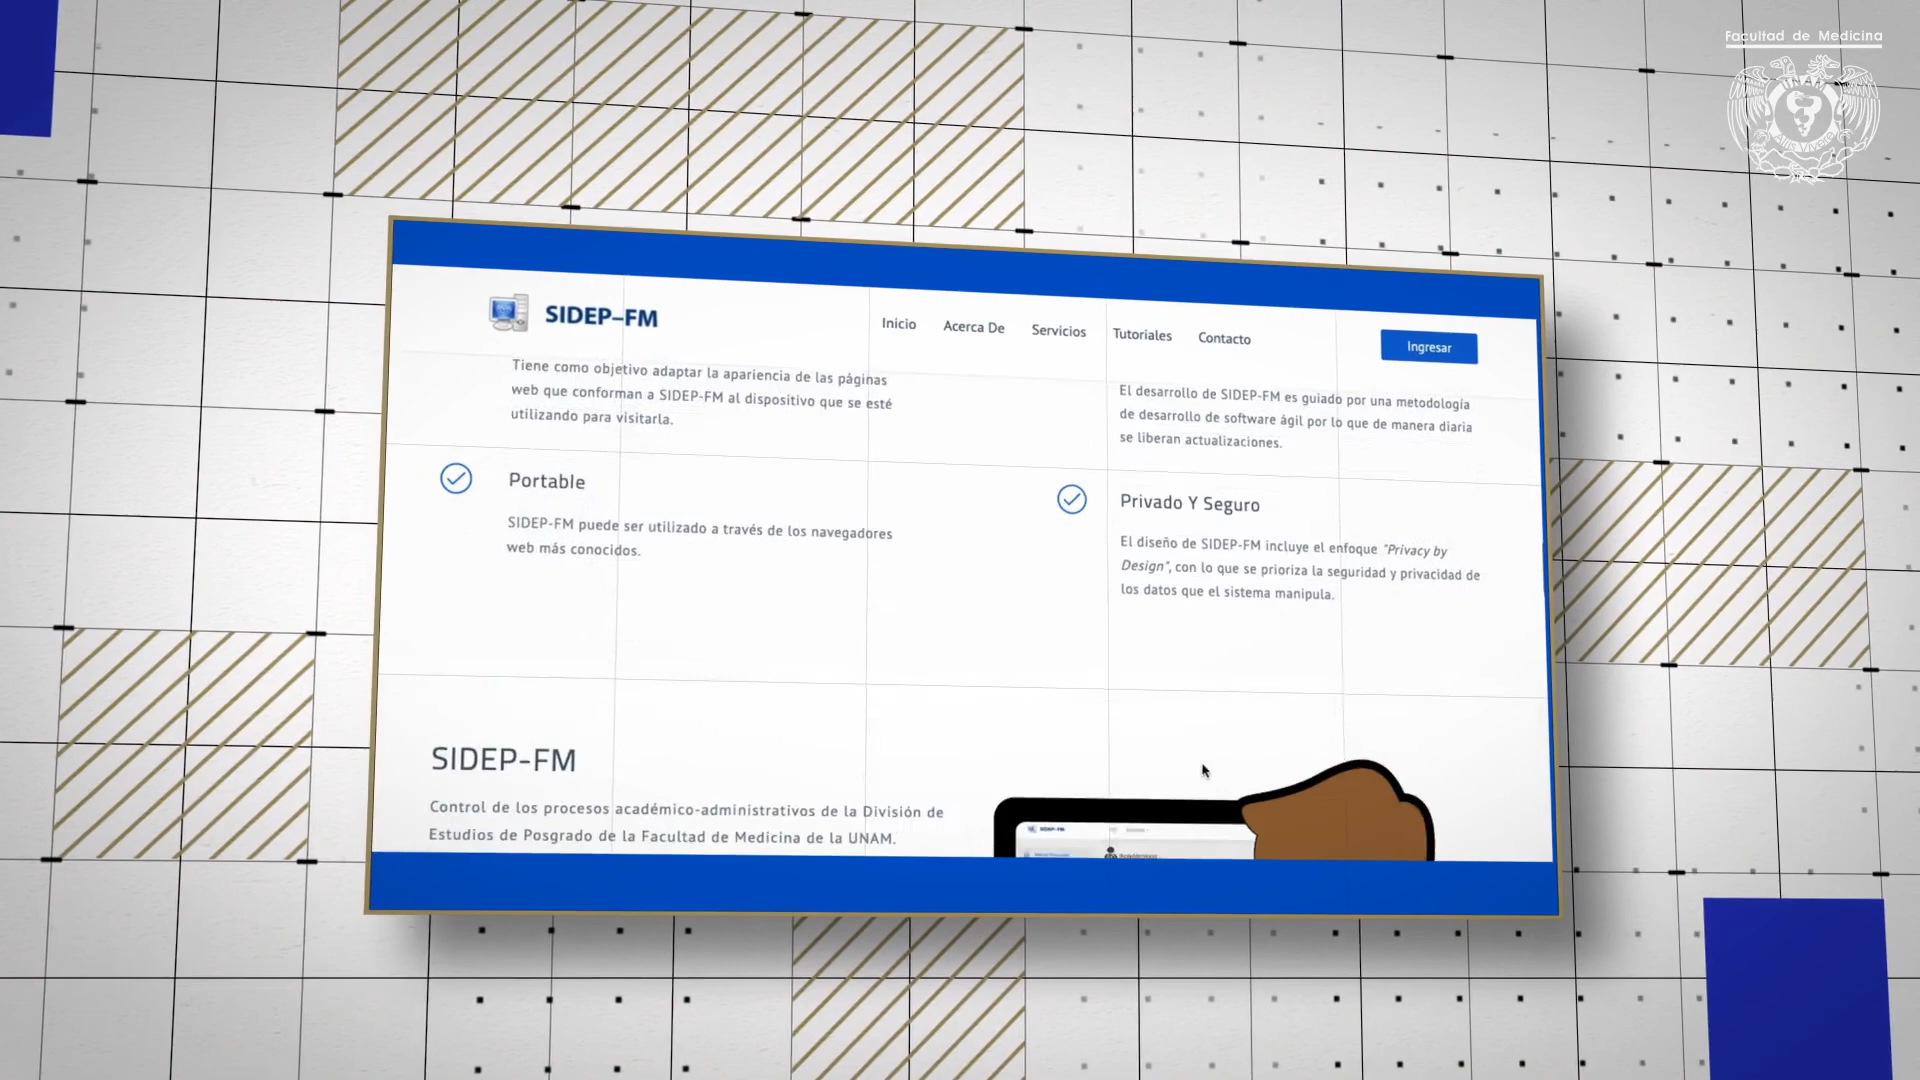 Facultad de Medicina
SIDEP-FM
Inicio
Acerca De
Servicios
Tutoriales
Contacto
Ingresar
Tiene como objetivo adaptar la apariencia de las páginas
web que conforman a SIDEP-FM al dispositivo que se esté
utilizando para visitarla.
El desarrollo de SIDEP-FM es guiado por una metodología
de desarrollo de software ágil por lo que de manera diaria
se liberan actualizaciones.
Portable
SIDEP-FM puede ser utilizado a través de los navegadores
web más conocidos.
Privado Y Seguro
El diseño de SIDEP-FM incluye el enfoque "Privacy by
Design", con lo que se prioriza la seguridad y privacidad de
los datos que el sistema manipula.
SIDEP-FM
Control de los procesos académico-administrativos de la División de
Estudios de Posgrado de la Facultad de Medicina de la UNAM.
SIDEP-FM